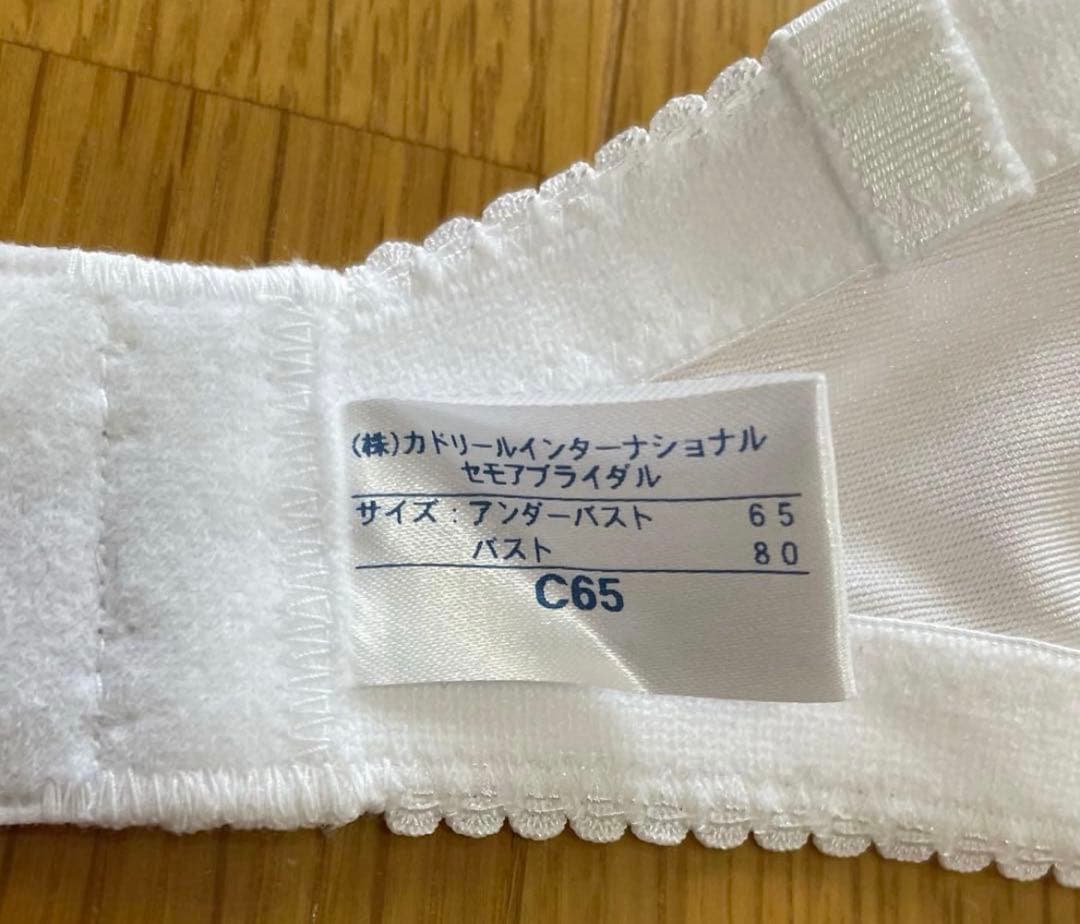 (株)カドリールインターナショナル
セモアブライダル
サイズ:アンダーバスト 65
バスト 80
C65